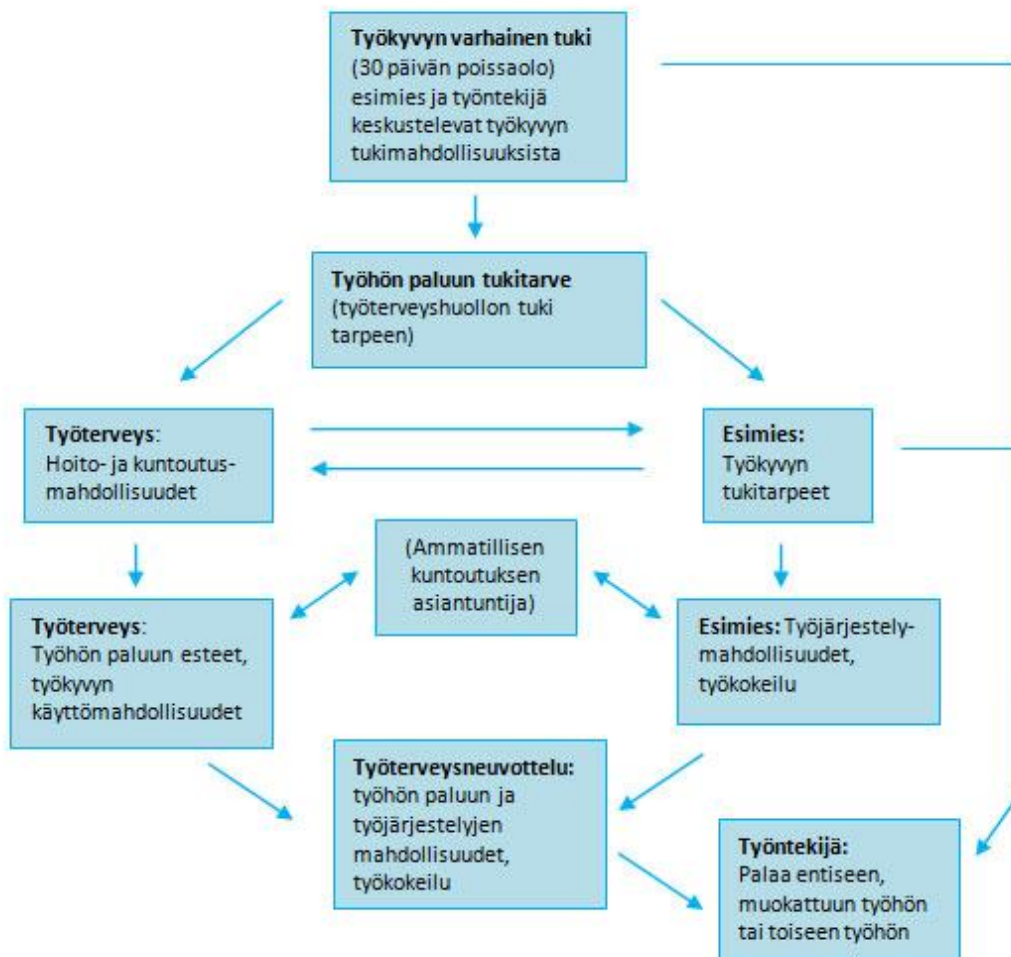 Työkyvyn varhainen tuki
(30 päivän poissaolo)
esimies ja työntekijä
keskustelevat työkyvyn
tukimahdollisuuksista
Työhön paluun tukitarve
(työterveyshuollon tuki
tarpeen)
Työterveys:
Hoito- ja kuntoutus-
mahdollisuudet
Esimies:
Työkyvyn
tukitarpeet
(Ammatillisen
kuntoutuksen
asiantuntija)
Työterveys:
Työhön paluun esteet,
työkyvyn
käyttömahdollisuudet
Esimies: Työjärjestely-
mahdollisuudet,
työkokeilu
Työterveysneuvottelu:
työhön paluun ja
työjärjestelyjen
mahdollisuudet,
työkokeilu
Työntekijä:
Palaa entiseen,
muokattuun työhön
tai toiseen työhön